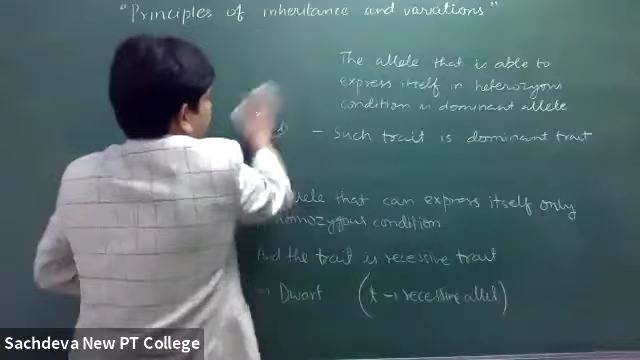 "Principles of inheritance and variations"
The allele that is able to
express itself in heterozygous
condition is dominant allele
- Such trait is dominant trait
that can express itself only
homozygous condition
And the trait is recessive trait
⇒ Dwarf (t → recessive allel)
Sachdeva New PT College